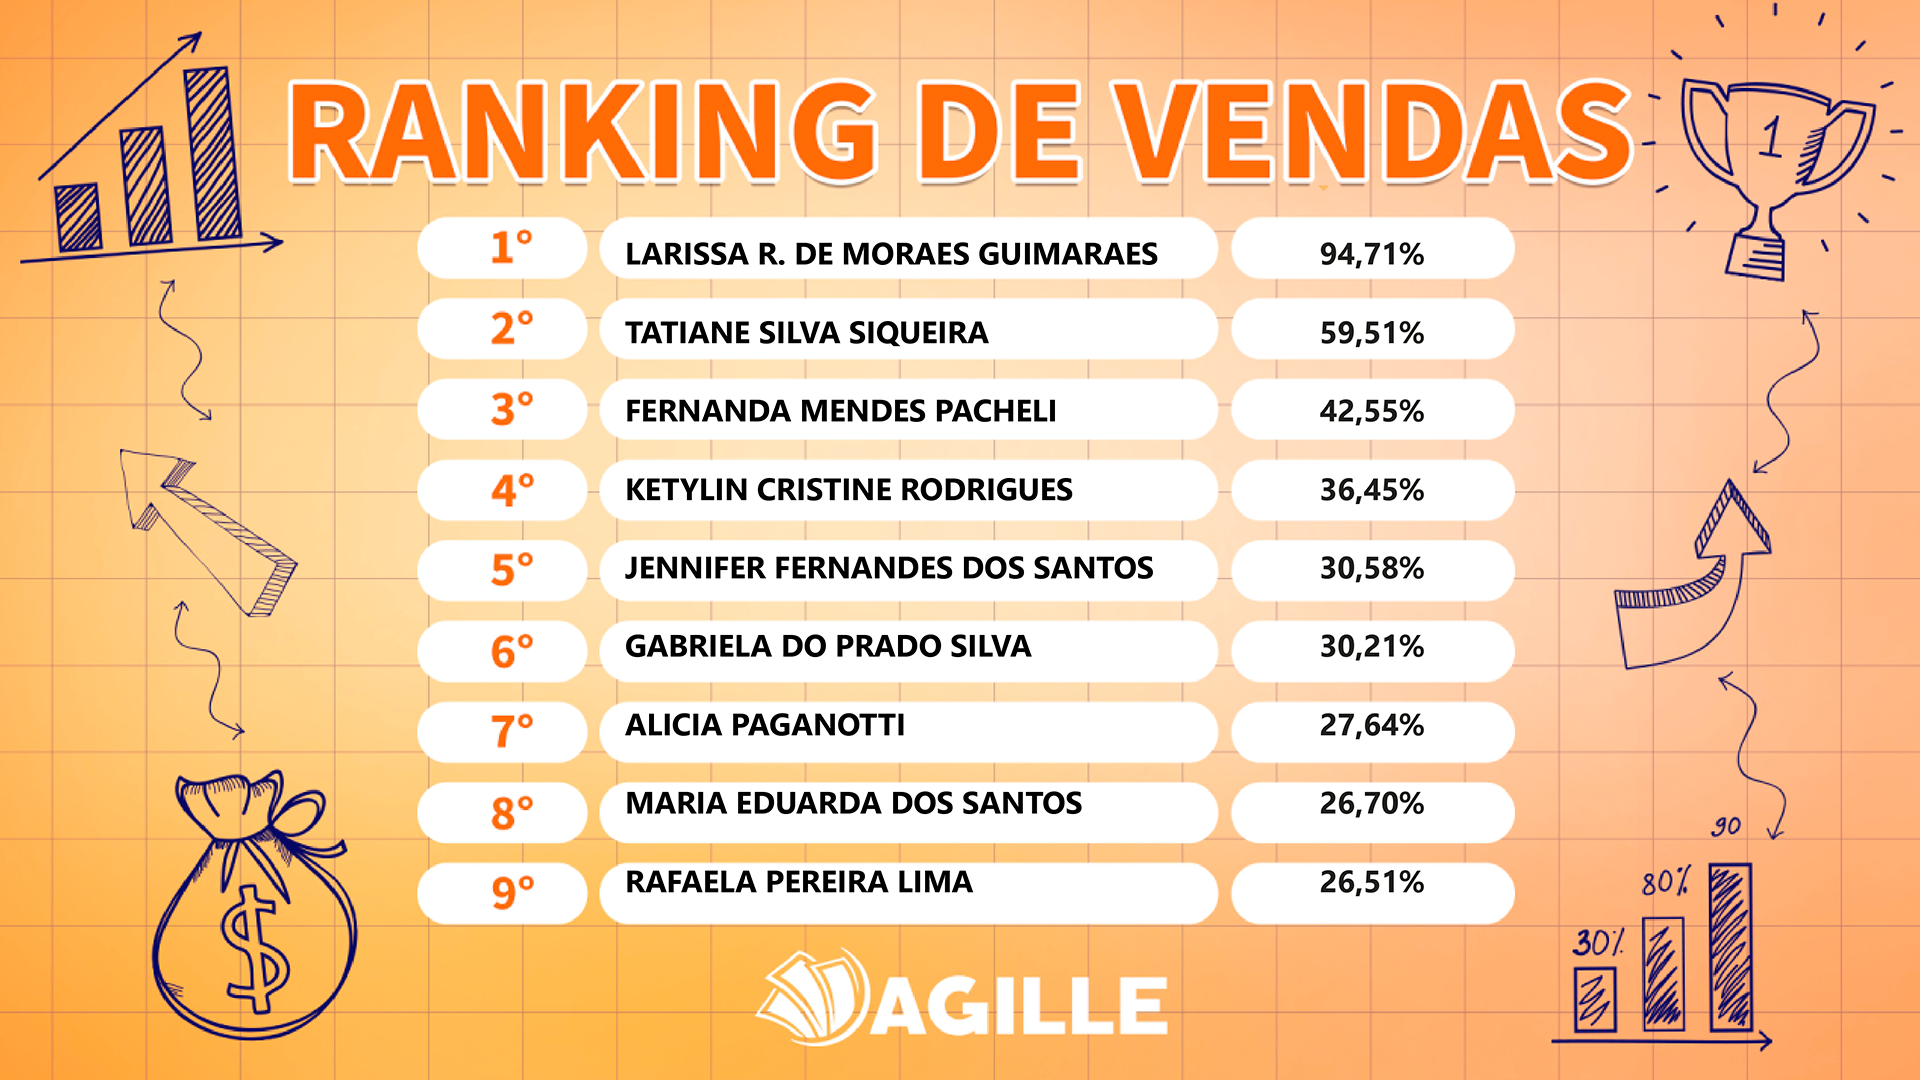 RANKING DE VENDAS
1
1° LARISSA R. DE MORAES GUIMARAES 94,71%
2° TATIANE SILVA SIQUEIRA 59,51%
3° FERNANDA MENDES PACHELI 42,55%
4° KETYLIN CRISTINE RODRIGUES 36,45%
5° JENNIFER FERNANDES DOS SANTOS 30,58%
6° GABRIELA DO PRADO SILVA 30,21%
7° ALICIA PAGANOTTI 27,64%
8° MARIA EDUARDA DOS SANTOS 26,70%
9° RAFAELA PEREIRA LIMA 26,51%
$
90
80%
30%
AGILLE